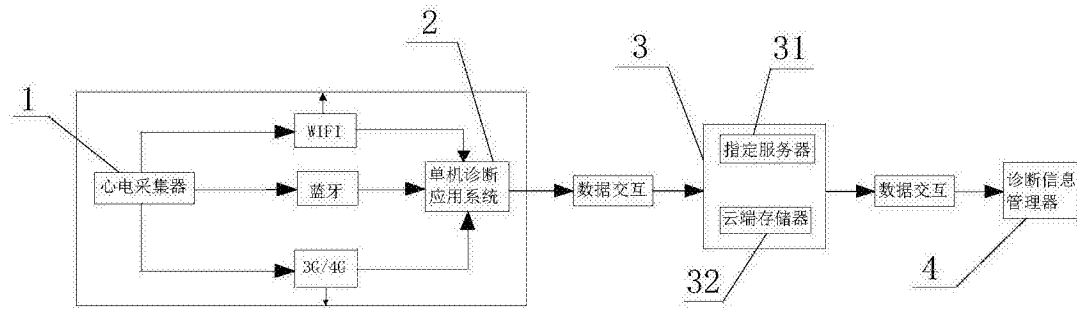 1
2
3
31
WIFI
指定服务器
心电采集器
蓝牙
单机诊断
应用系统
数据交互
数据交互
诊断信息
管理器
云端存储器
3G/4G
32
4